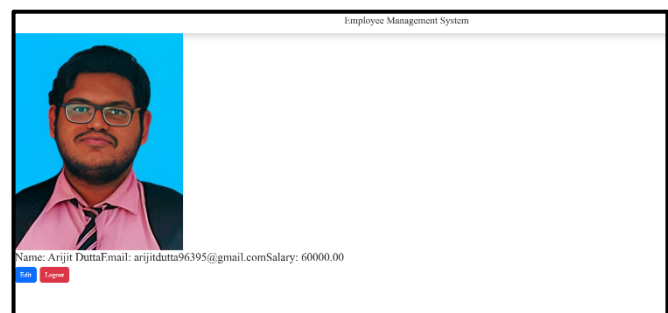 Employee Management System
Name: Arijit DuttaEmail: arijitdutta96395@gmail.comSalary: 60000.00
Edit Logout